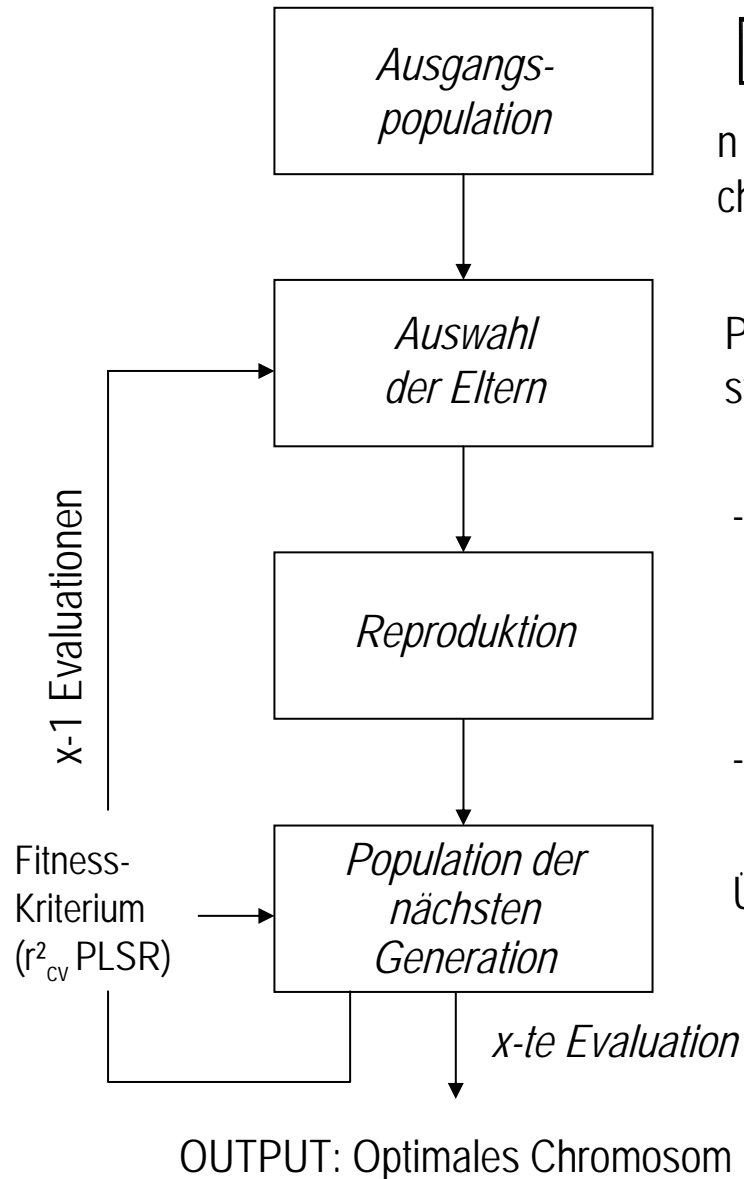 Ausgangs-
population
n
Auswahl
der Eltern
P
-
x-1 Evaluationen
Reproduktion
-
Fitness-
Kriterium
(r²cv PLSR)
Population der
nächsten
Generation
Ü
x-te Evaluation
OUTPUT: Optimales Chromosom